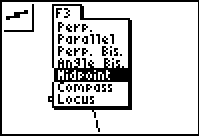 F3
Perp.
Parallel
Perp. Bis.
Angle Bis.
Midpoint
Compass
Locus